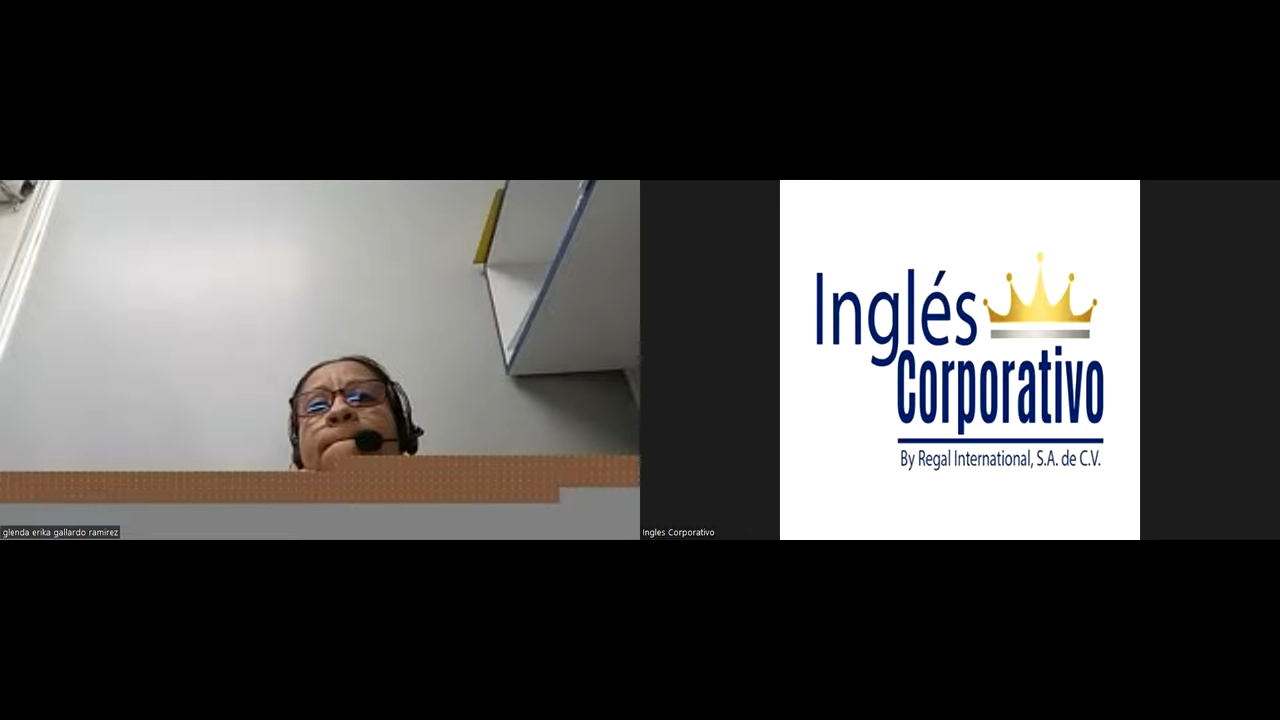 Inglés
Corporativo
By Regal International, S.A. de C.V.
glenda erika gallardo ramirez
Ingles Corporativo